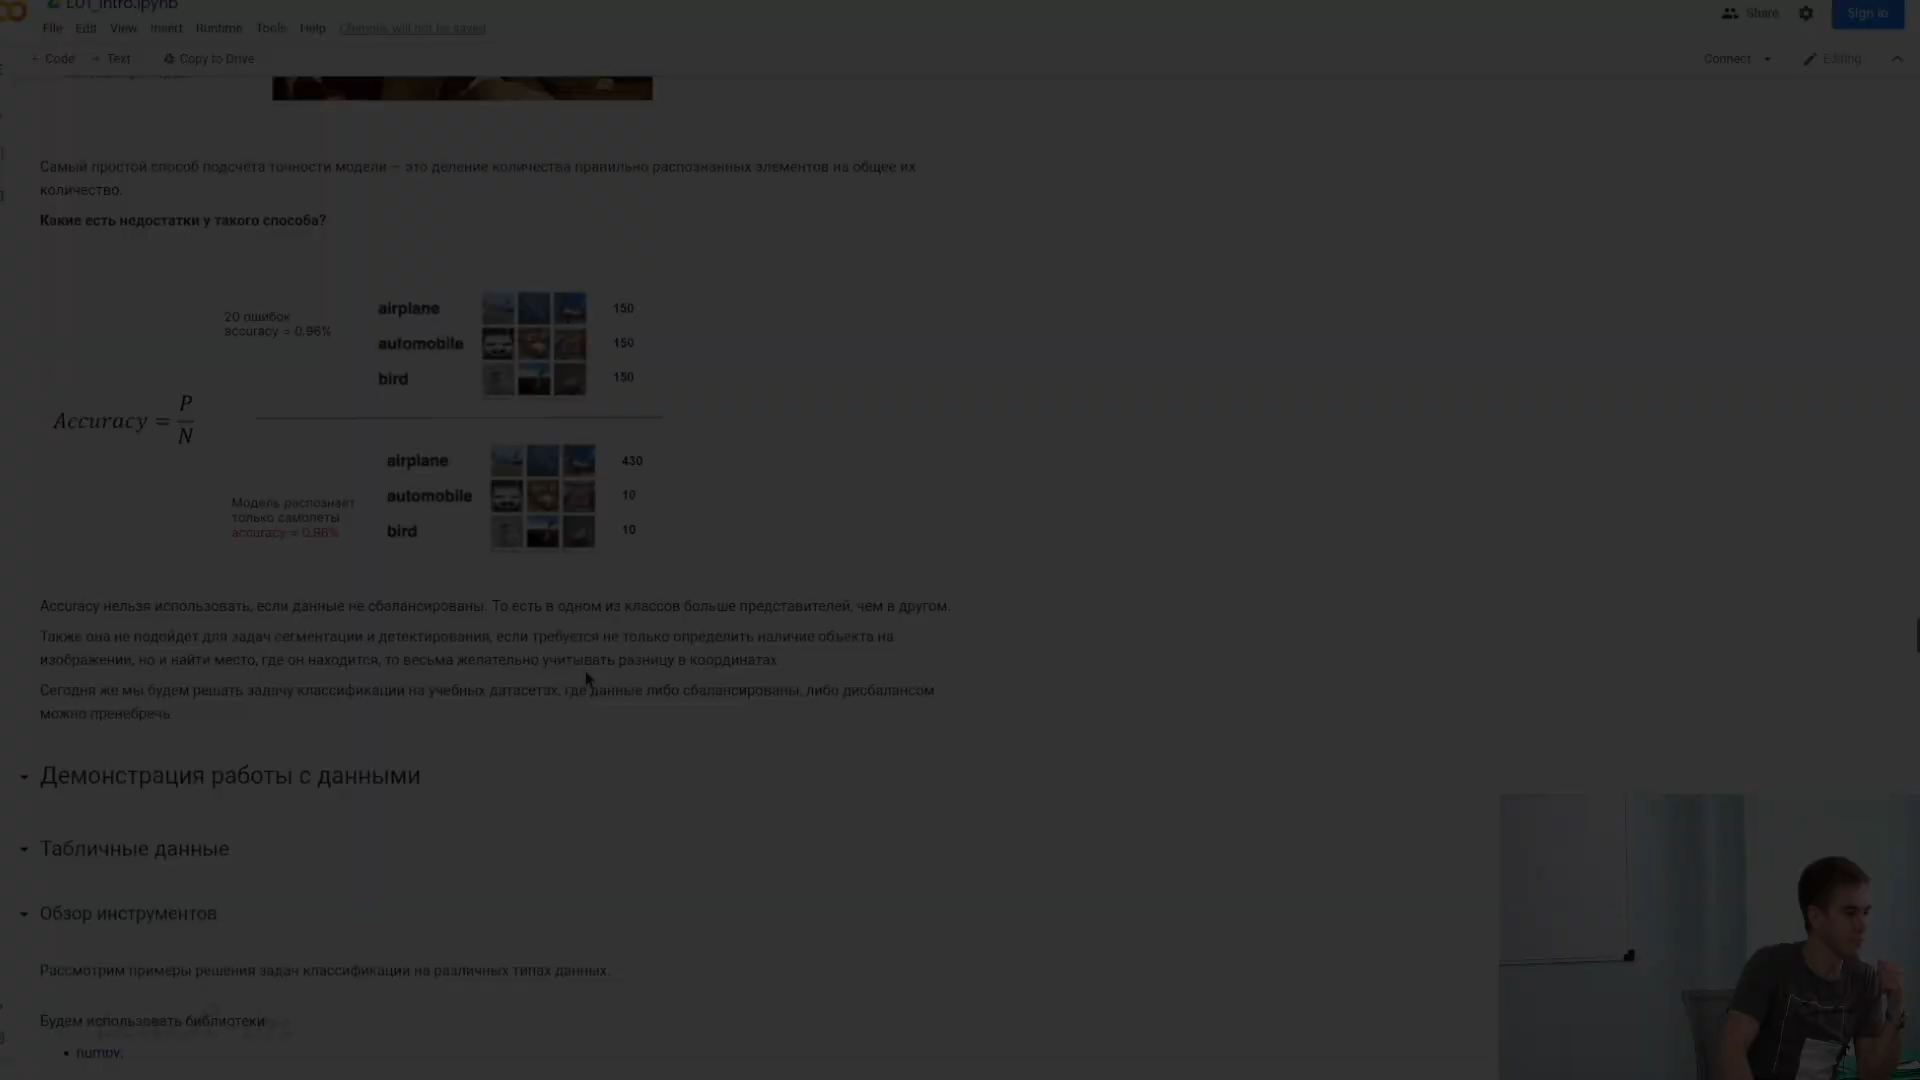 L01_Intro.ipynb
File Edit View Insert Runtime Tools Help Changes will not be saved
Share Sign in
+ Code + Text Copy to Drive
Connect Editing
Самый простой способ подсчёта точности модели — это деление количества правильно распознанных элементов на общее их
количество.
Какие есть недостатки у такого способа?
20 ошибок
accuracy = 0.96%
airplane 150
automobile 150
bird 150
Accuracy = P
N
Модель распознает
только самолеты
accuracy = 0.96%
airplane 430
automobile 10
bird 10
Accuracy нельзя использовать, если данные не сбалансированы. То есть в одном из классов больше представителей, чем в другом.
Также она не подойдет для задач сегментации и детектирования, если требуется не только определить наличие объекта на
изображении, но и найти место, где он находится, то весьма желательно учитывать разницу в координатах
Сегодня же мы будем решать задачу классификации на учебных датасетах, где данные либо сбалансированы, либо дисбалансом
можно пренебречь
Демонстрация работы с данными
Табличные данные
Обзор инструментов
Рассмотрим примеры решения задач классификации на различных типах данных.
Будем использовать библиотеки
• numpy,